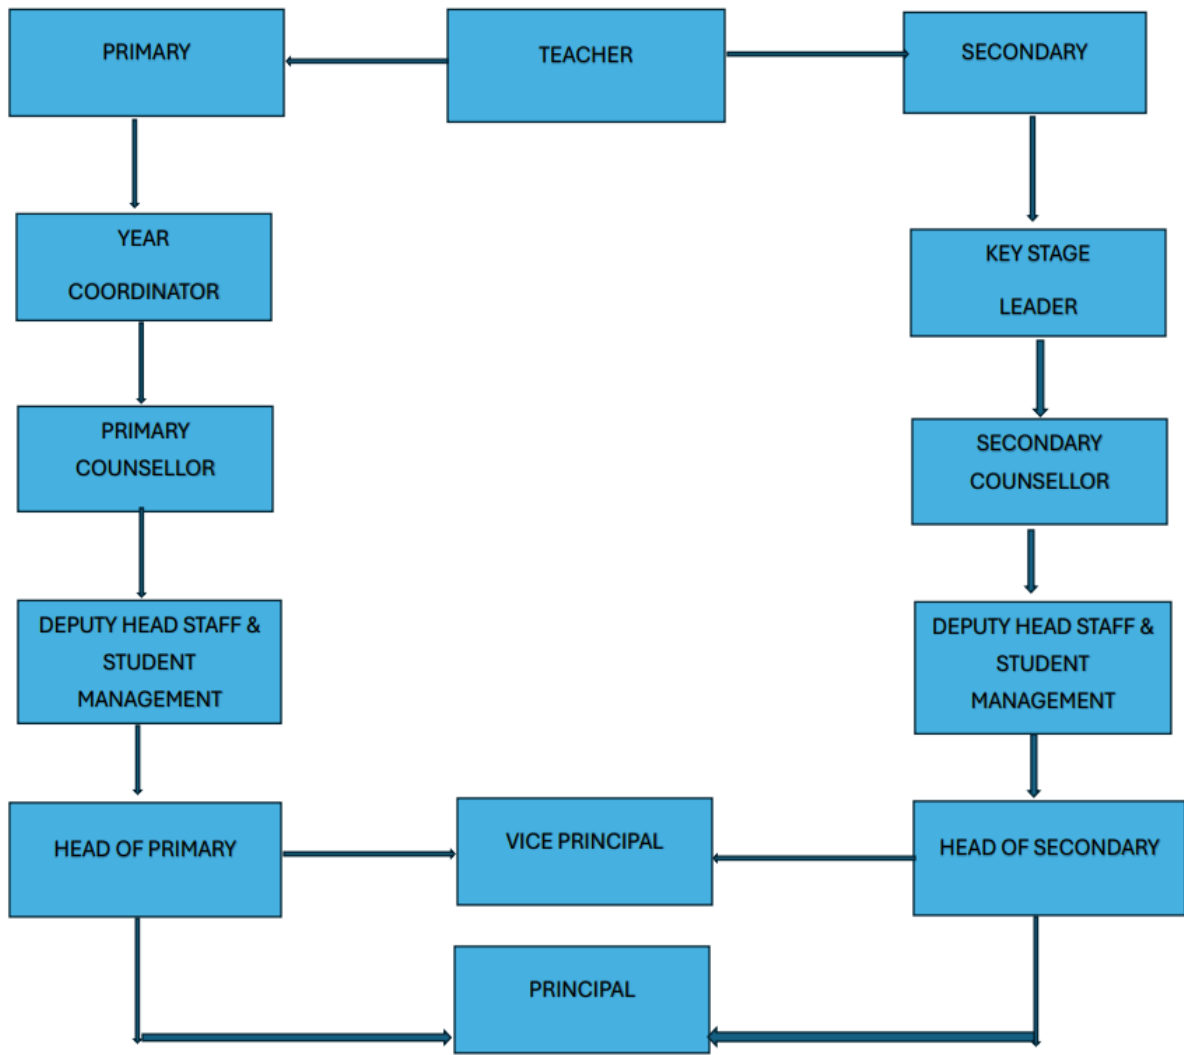 PRIMARY
TEACHER
SECONDARY
YEAR
COORDINATOR
KEY STAGE
LEADER
PRIMARY
COUNSELLOR
SECONDARY
COUNSELLOR
DEPUTY HEAD STAFF &
STUDENT
MANAGEMENT
DEPUTY HEAD STAFF &
STUDENT
MANAGEMENT
HEAD OF PRIMARY
VICE PRINCIPAL
HEAD OF SECONDARY
PRINCIPAL